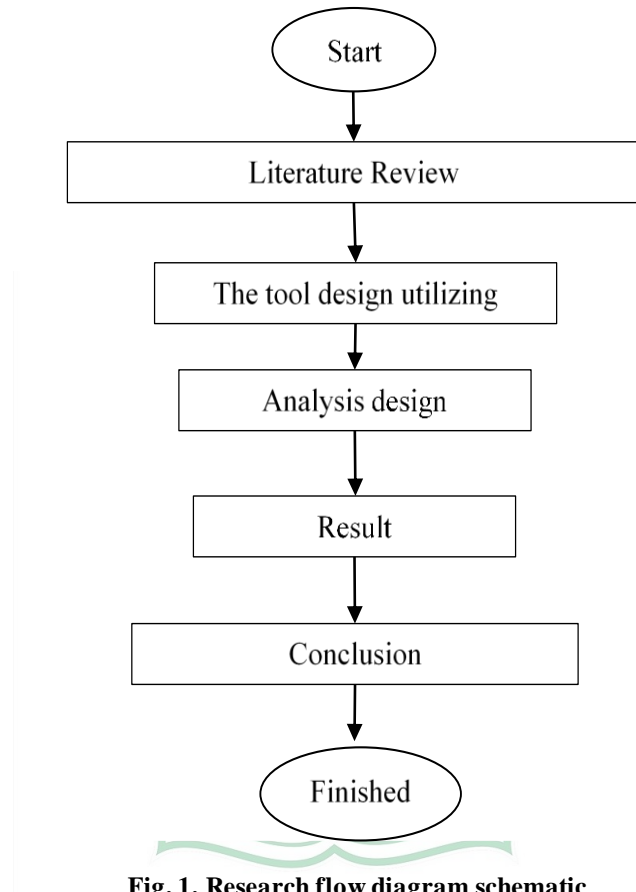 Start
Literature Review
The tool design utilizing
Analysis design
Result
Conclusion
Finished
Fig. 1. Research flow diagram schematic